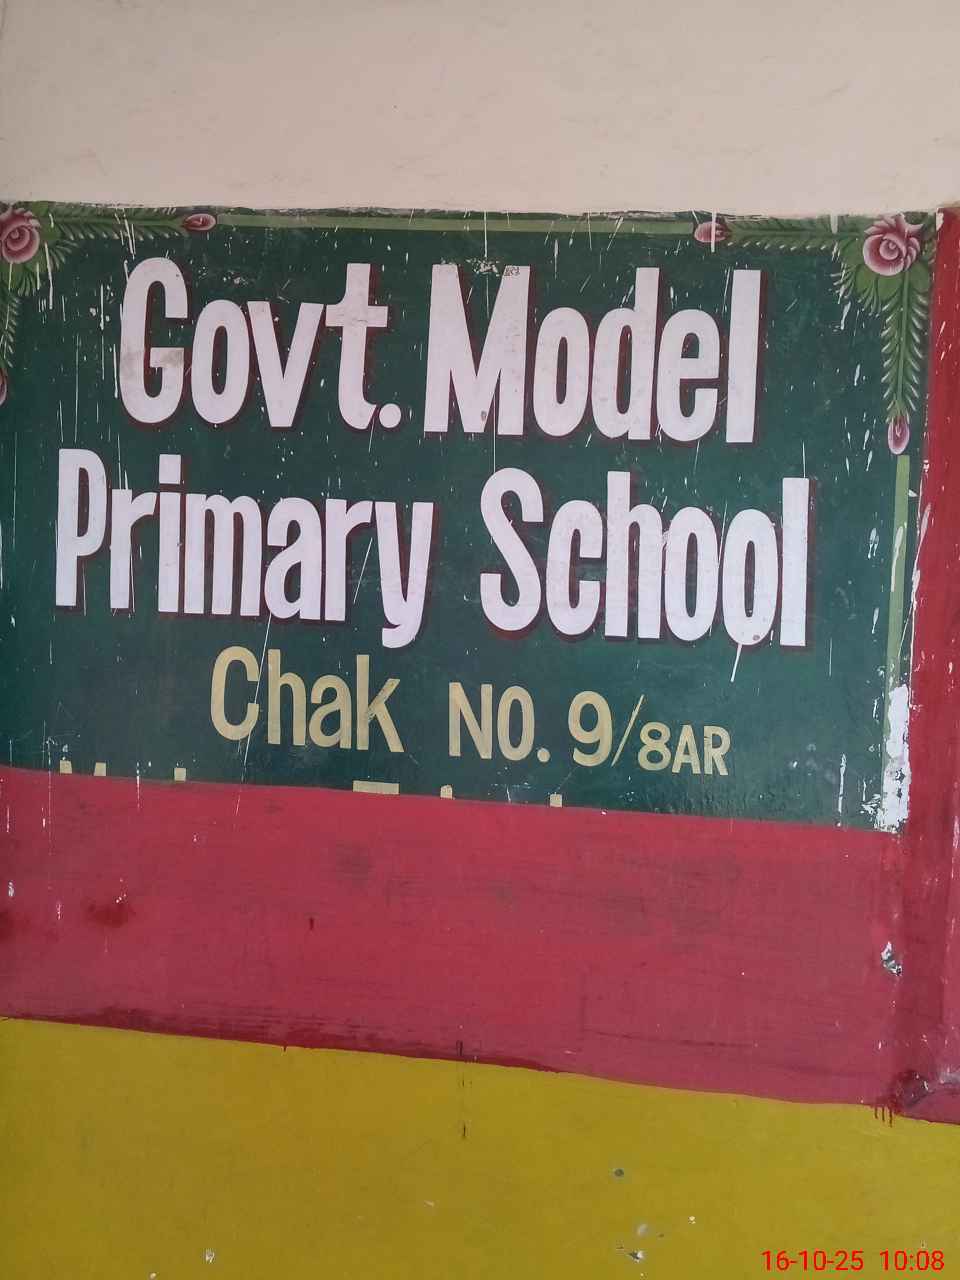 Govt. Model
Primary School
Chak NO. 9/8AR
16-10-25 10:08